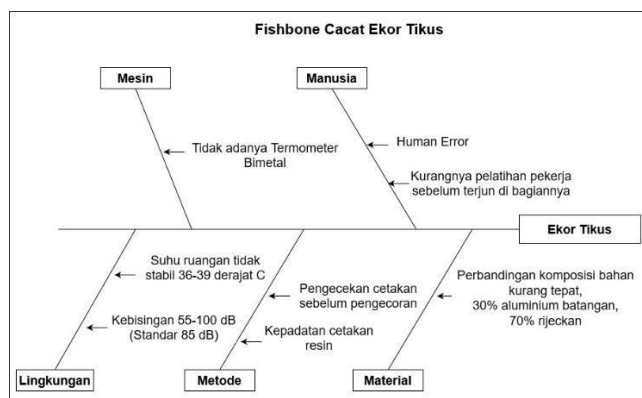 Fishbone Cacat Ekor Tikus
Mesin
Manusia
Tidak adanya Termometer
Bimetal
Human Error
Kurangnya pelatihan pekerja
sebelum terjun di bagiannya
Ekor Tikus
Suhu ruangan tidak
stabil 36-39 derajat C
Kebisingan 55-100 dB
(Standar 85 dB)
Pengecekan cetakan
sebelum pengecoran
Kepadatan cetakan
resin
Perbandingan komposisi bahan
kurang tepat,
30% aluminium batangan,
70% rijeckan
Lingkungan
Metode
Material